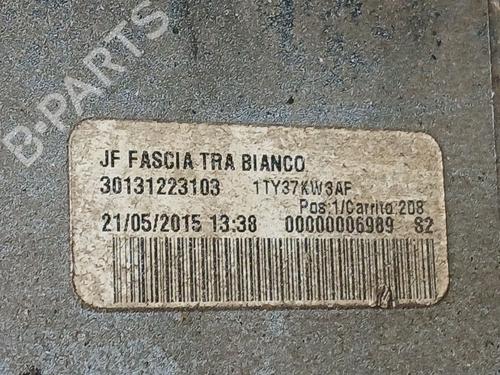 B-PARTS
JF FASCIA TRA BIANCO
30131223103 1TY37KW3AF
Pos:1/Carrito:208
21/05/2015 13:38 00000006989 S2